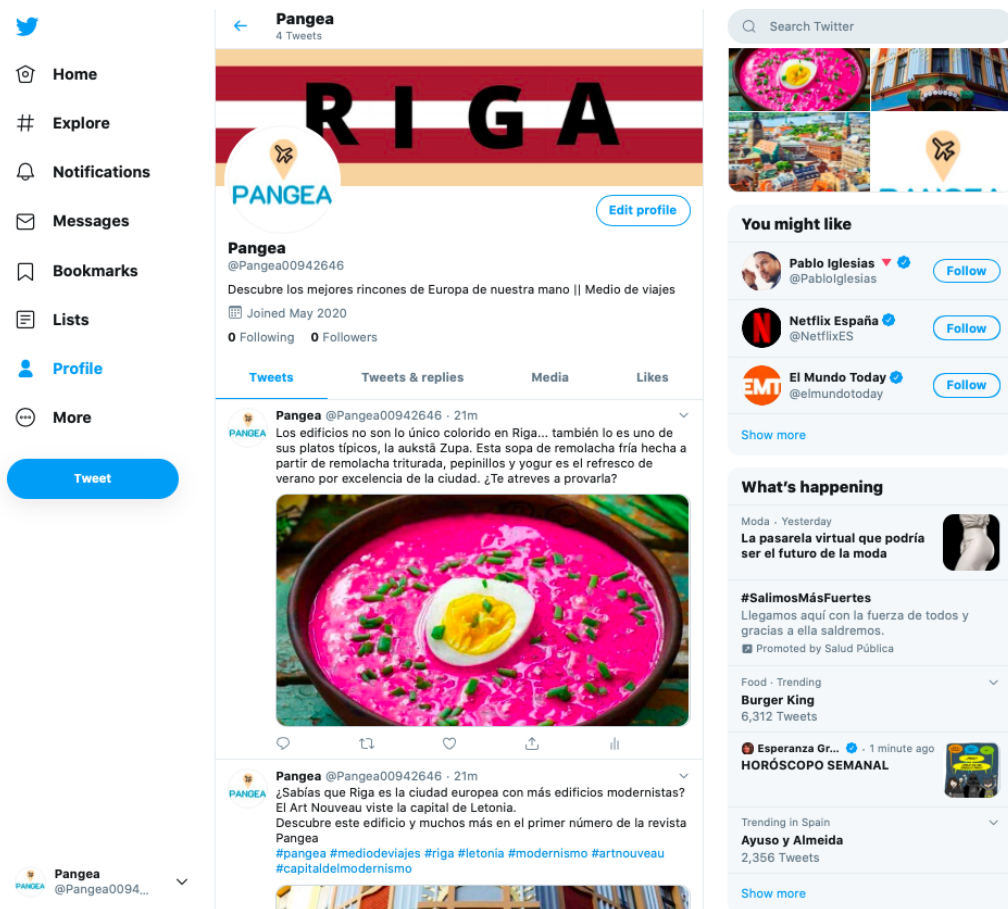 Home
Explore
Notifications
Messages
Bookmarks
Lists
Profile
More
Tweet
Pangea
@Pangea0094...
Pangea
4 Tweets
RIGA
PANGEA
Edit profile
Pangea
@Pangea00942646
Descubre los mejores rincones de Europa de nuestra mano || Medio de viajes
Joined May 2020
0 Following 0 Followers
Tweets Tweets & replies Media Likes
PANGEA
Pangea @Pangea00942646 · 21m
Los edificios no son lo único colorido en Riga... también lo es uno de
sus platos típicos, la aukstā Zupa. Esta sopa de remolacha fría hecha a
partir de remolacha triturada, pepinillos y yogur es el refresco de
verano por excelencia de la ciudad. ¿Te atreves a provarla?
PANGEA
Pangea @Pangea00942646 · 21m
¿Sabías que Riga es la ciudad europea con más edificios modernistas?
El Art Nouveau viste la capital de Letonia.
Descubre este edificio y muchos más en el primer número de la revista
Pangea
#pangea #mediodeviajes #riga #letonia #modernismo #artnouveau
#capitaldelmodernismo
PANGEA
Search Twitter
You might like
Pablo Iglesias
@PabloIglesias
Follow
Netflix España
@NetflixES
Follow
EMT
El Mundo Today
@elmundotoday
Follow
Show more
What's happening
Moda · Yesterday
La pasarela virtual que podría
ser el futuro de la moda
#SalimosMásFuertes
Llegamos aquí con la fuerza de todos y
gracias a ella saldremos.
Promoted by Salud Pública
Food · Trending
Burger King
6,312 Tweets
Esperanza Gr... · 1 minute ago
HORÓSCOPO SEMANAL
Trending in Spain
Ayuso y Almeida
2,356 Tweets
Show more